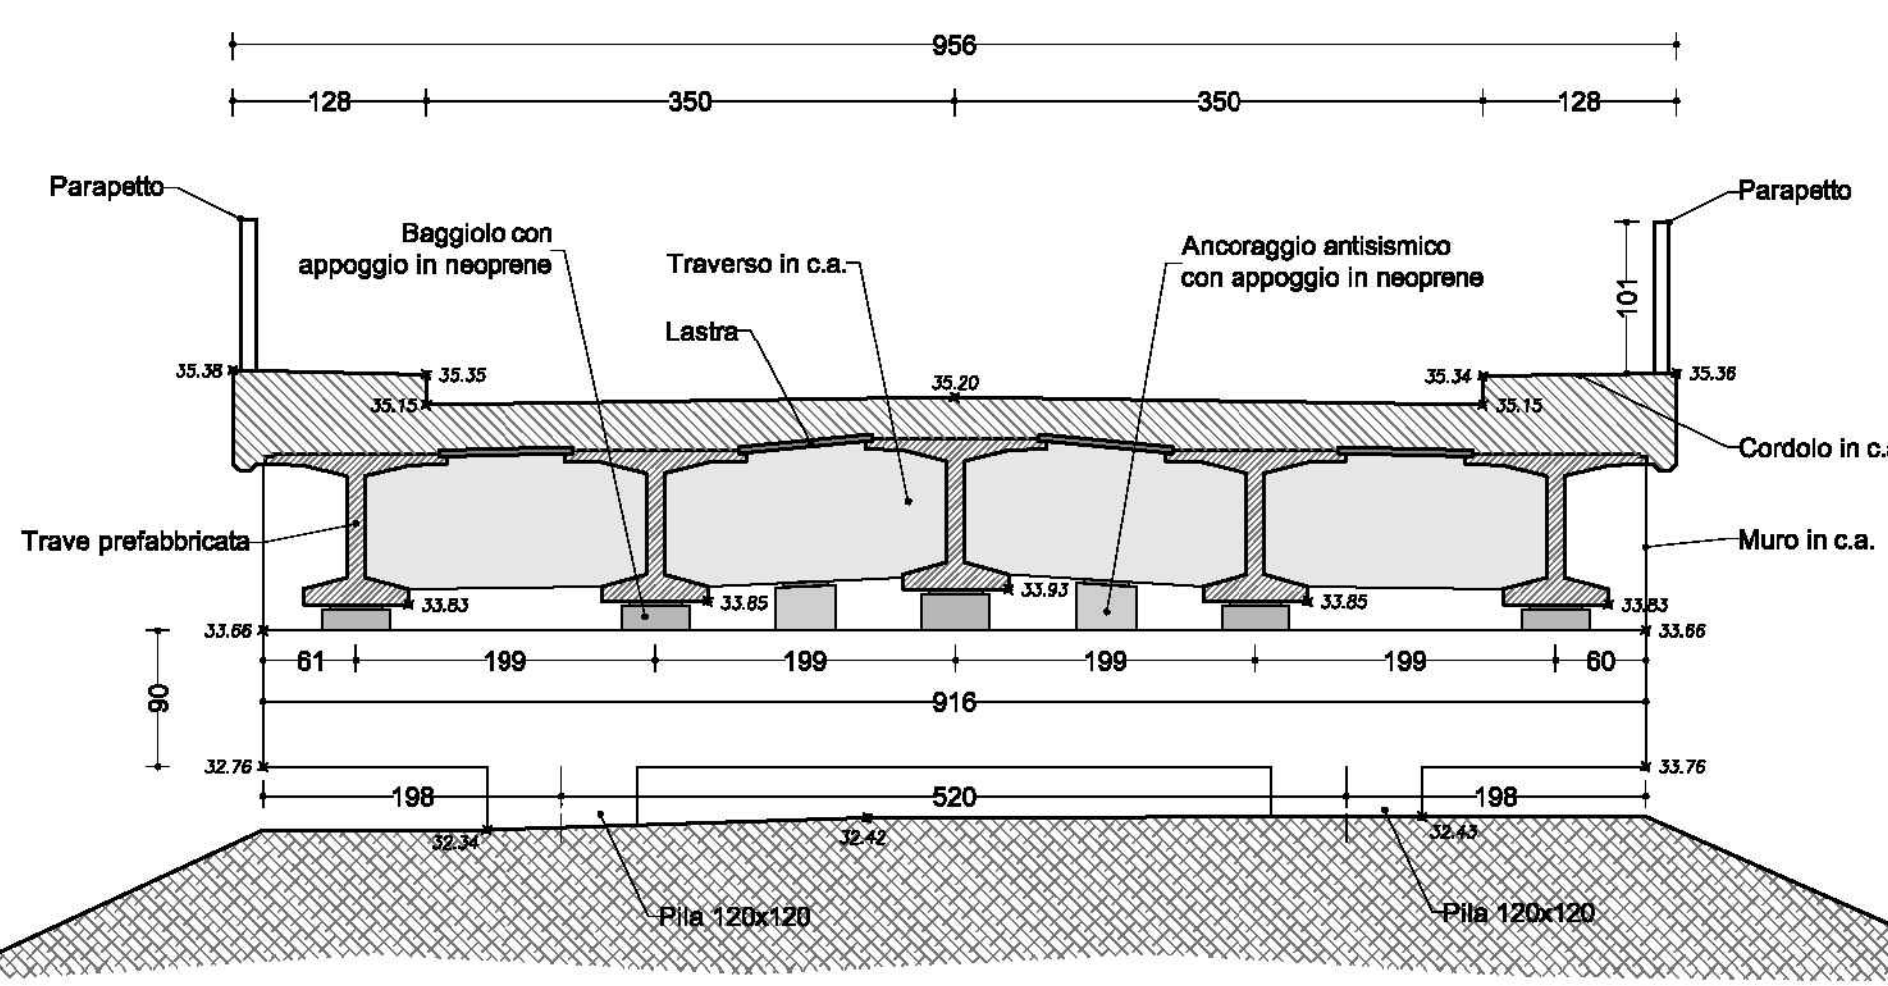 956
128 350 350 128
Parapetto
Parapetto
Baggiolo con
appoggio in neoprene
Traverso in c.a.
Ancoraggio antisismico
con appoggio in neoprene
101
Lastra
35.38 35.35 35.20 35.34 35.36
35.15 35.15
Cordolo in c.a
Trave prefabbricata
Muro in c.a.
33.83 33.85 33.93 33.85 33.83
33.66 33.66
61 199 199 199 199 60
90
916
32.76 33.76
198 520 198
32.34 32.42 32.43
Pila 120x120
Pila 120x120